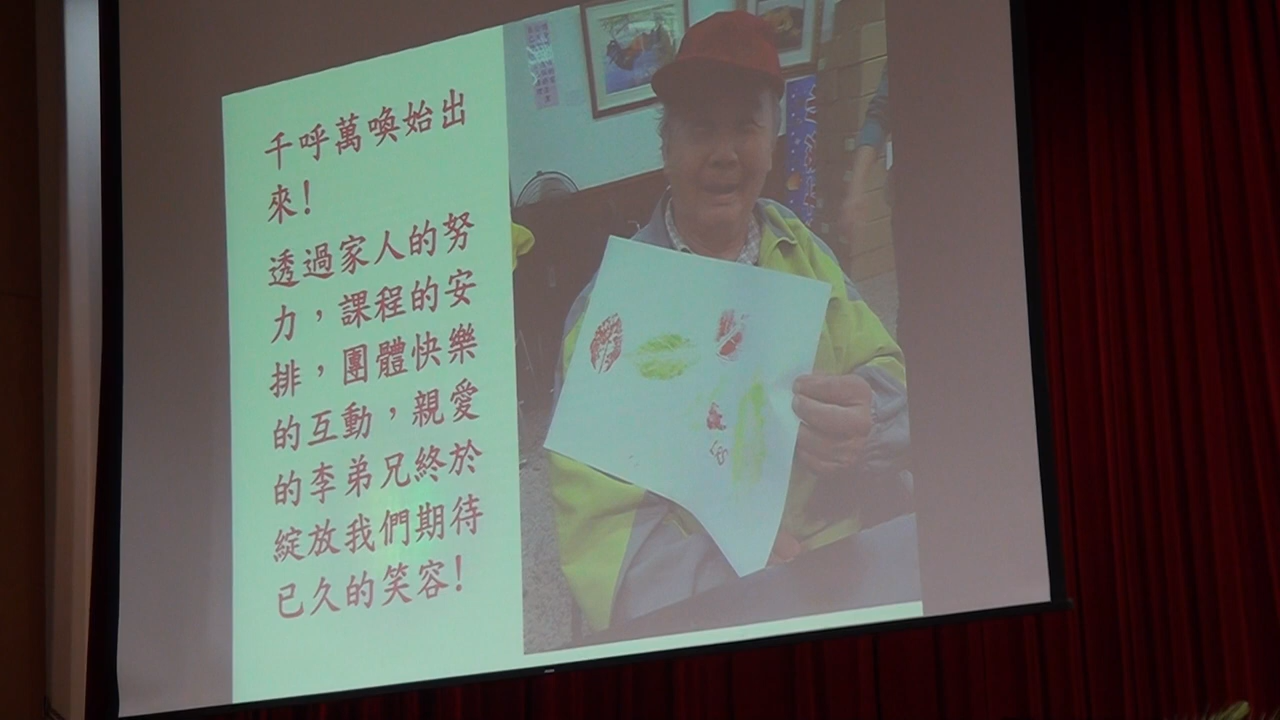 千呼萬喚始出
來!
透過家人的努
力，課程的安
排，團體快樂
的互動，親愛
的李弟兄終於
綻放我們期待
已久的笑容!